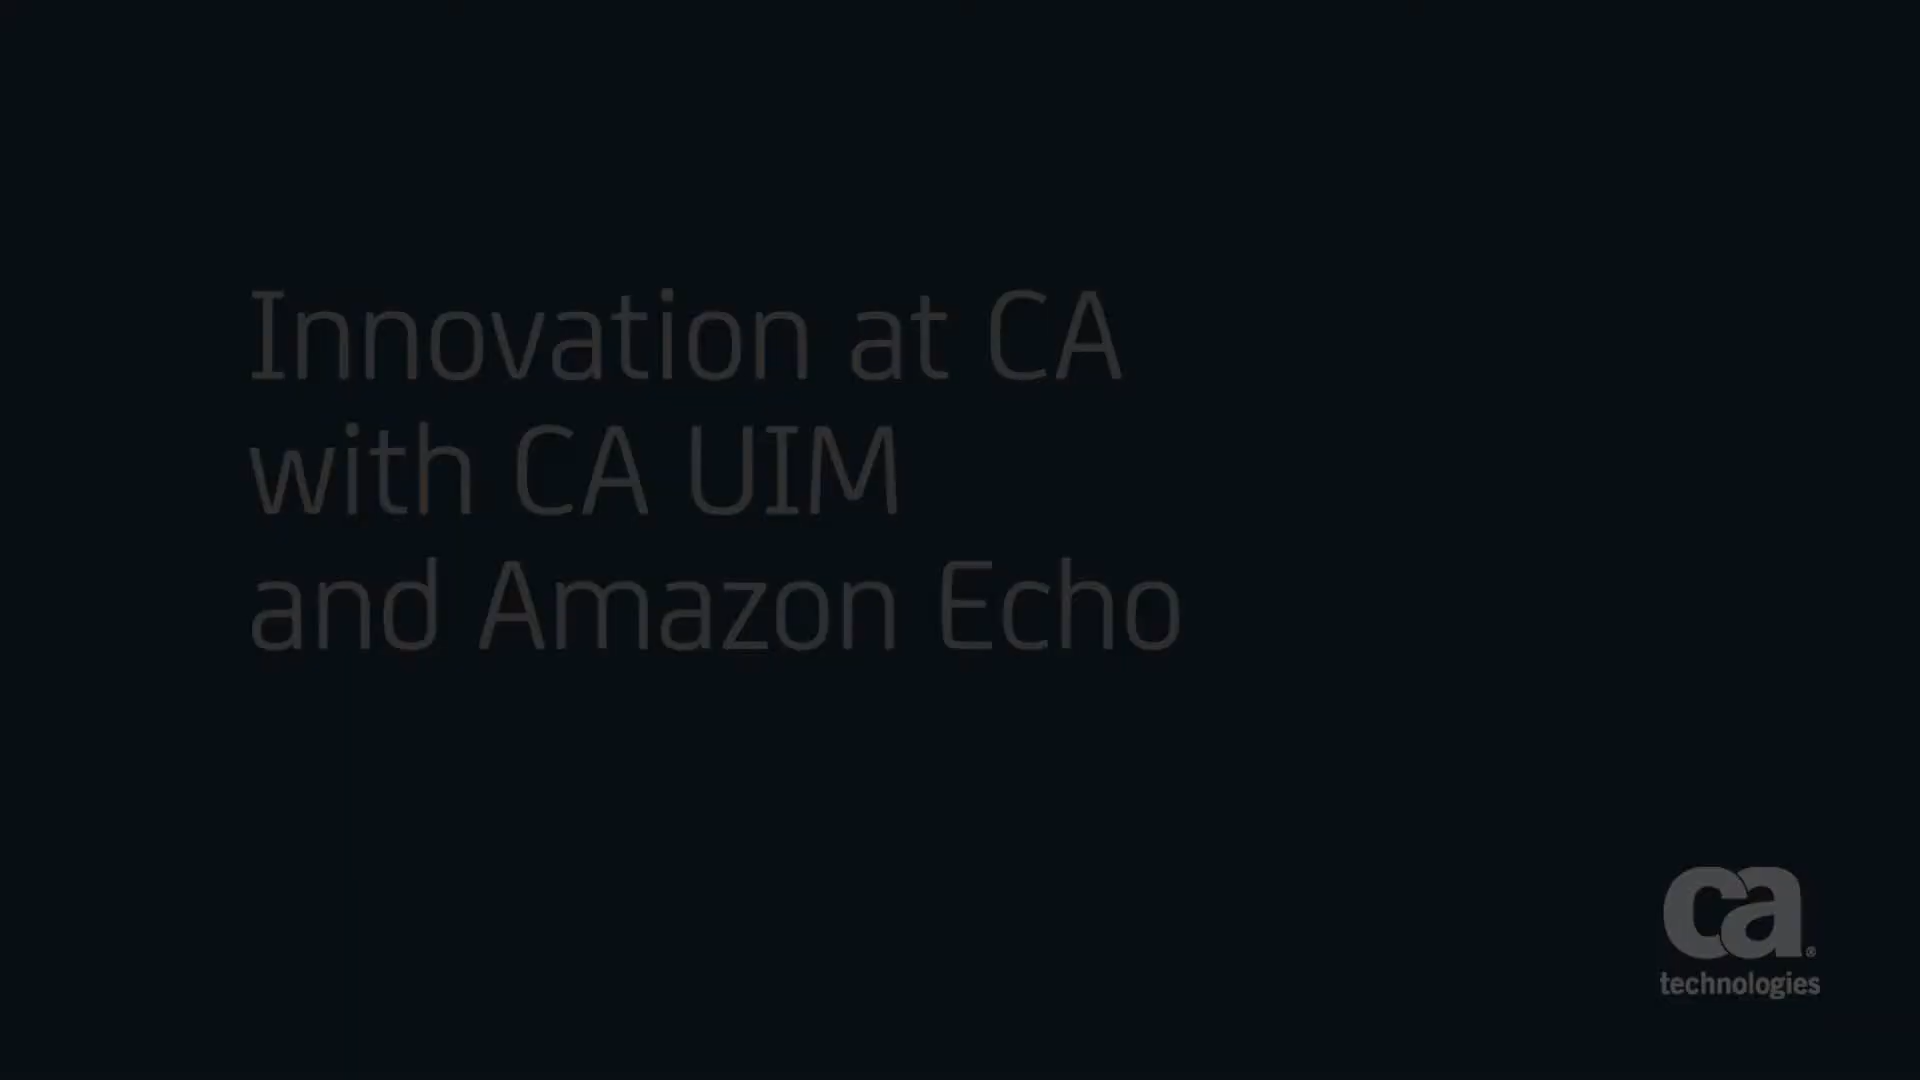 Innovation at CA
with CA UIM
and Amazon Echo
ca®
technologies